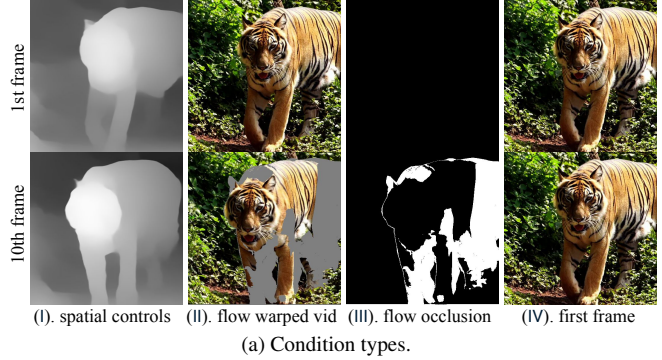 1st frame
10th frame
(I). spatial controls (II). flow warped vid (III). flow occlusion (IV). first frame
(a) Condition types.